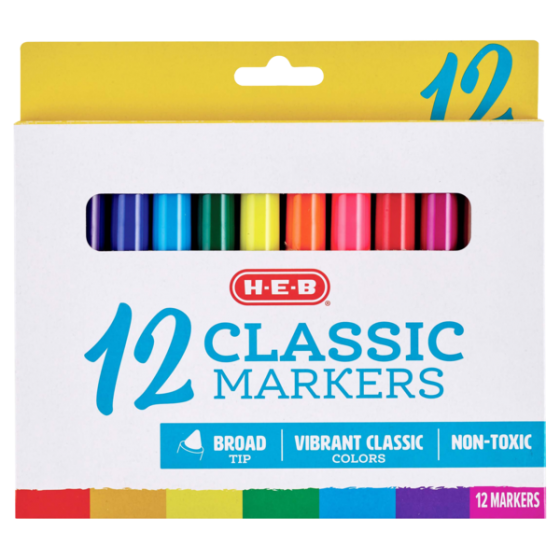 12
H-E-B®
12 CLASSIC
MARKERS
BROAD
TIP
VIBRANT CLASSIC
COLORS
NON-TOXIC
12 MARKERS